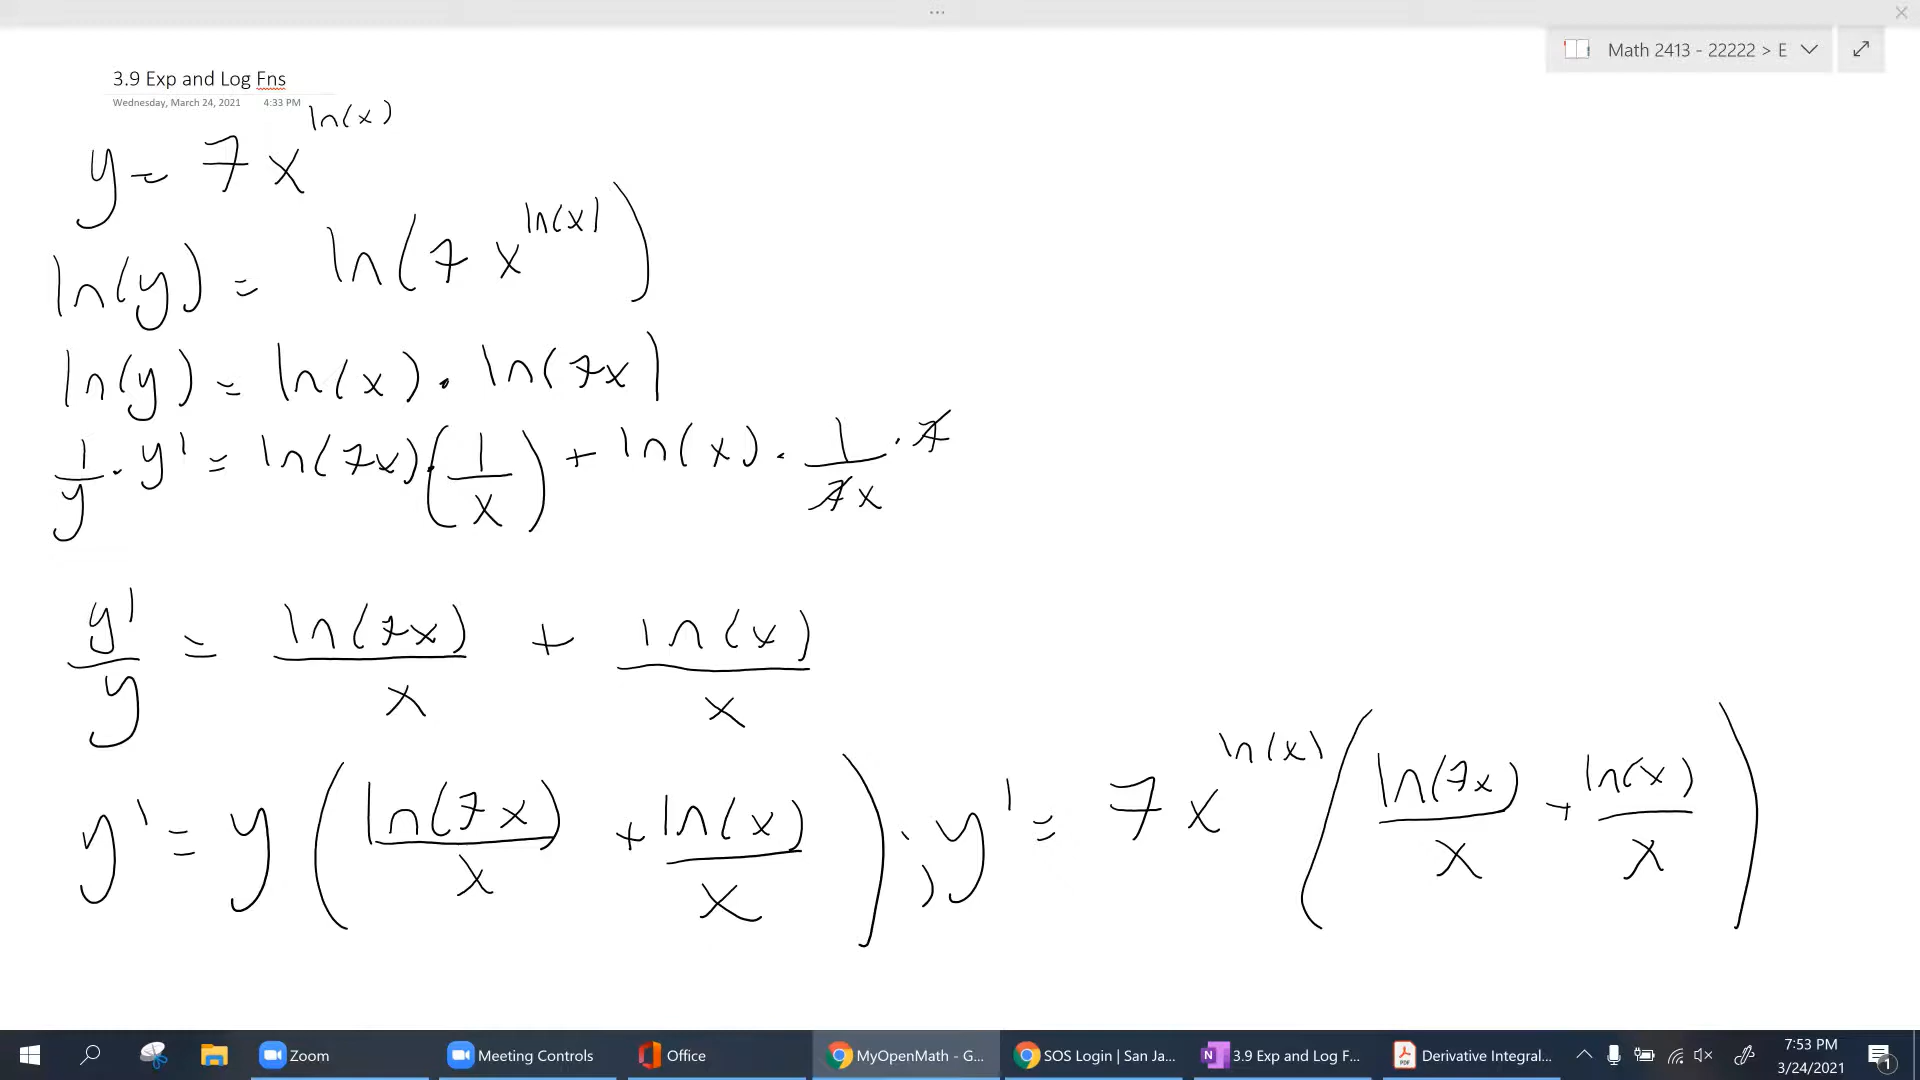 Math 2413 - 22222 > E
3.9 Exp and Log Fns
Wednesday, March 24, 2021 4:33 PM
y = 7x^ln(x)
ln(y) = ln(7x^ln(x))
ln(y) = ln(x) · ln(7x)
1/y · y' = ln(7x) · (1/x) + ln(x) · 1/7x · 7
y'/y = ln(7x)/x + ln(x)/x
y' = y (ln(7x)/x + ln(x)/x) ; y' = 7x^ln(x) (ln(7x)/x + ln(x)/x)
Zoom Meeting Controls Office MyOpenMath - G... SOS Login | San Ja... 3.9 Exp and Log F... Derivative Integral... 7:53 PM
3/24/2021 1